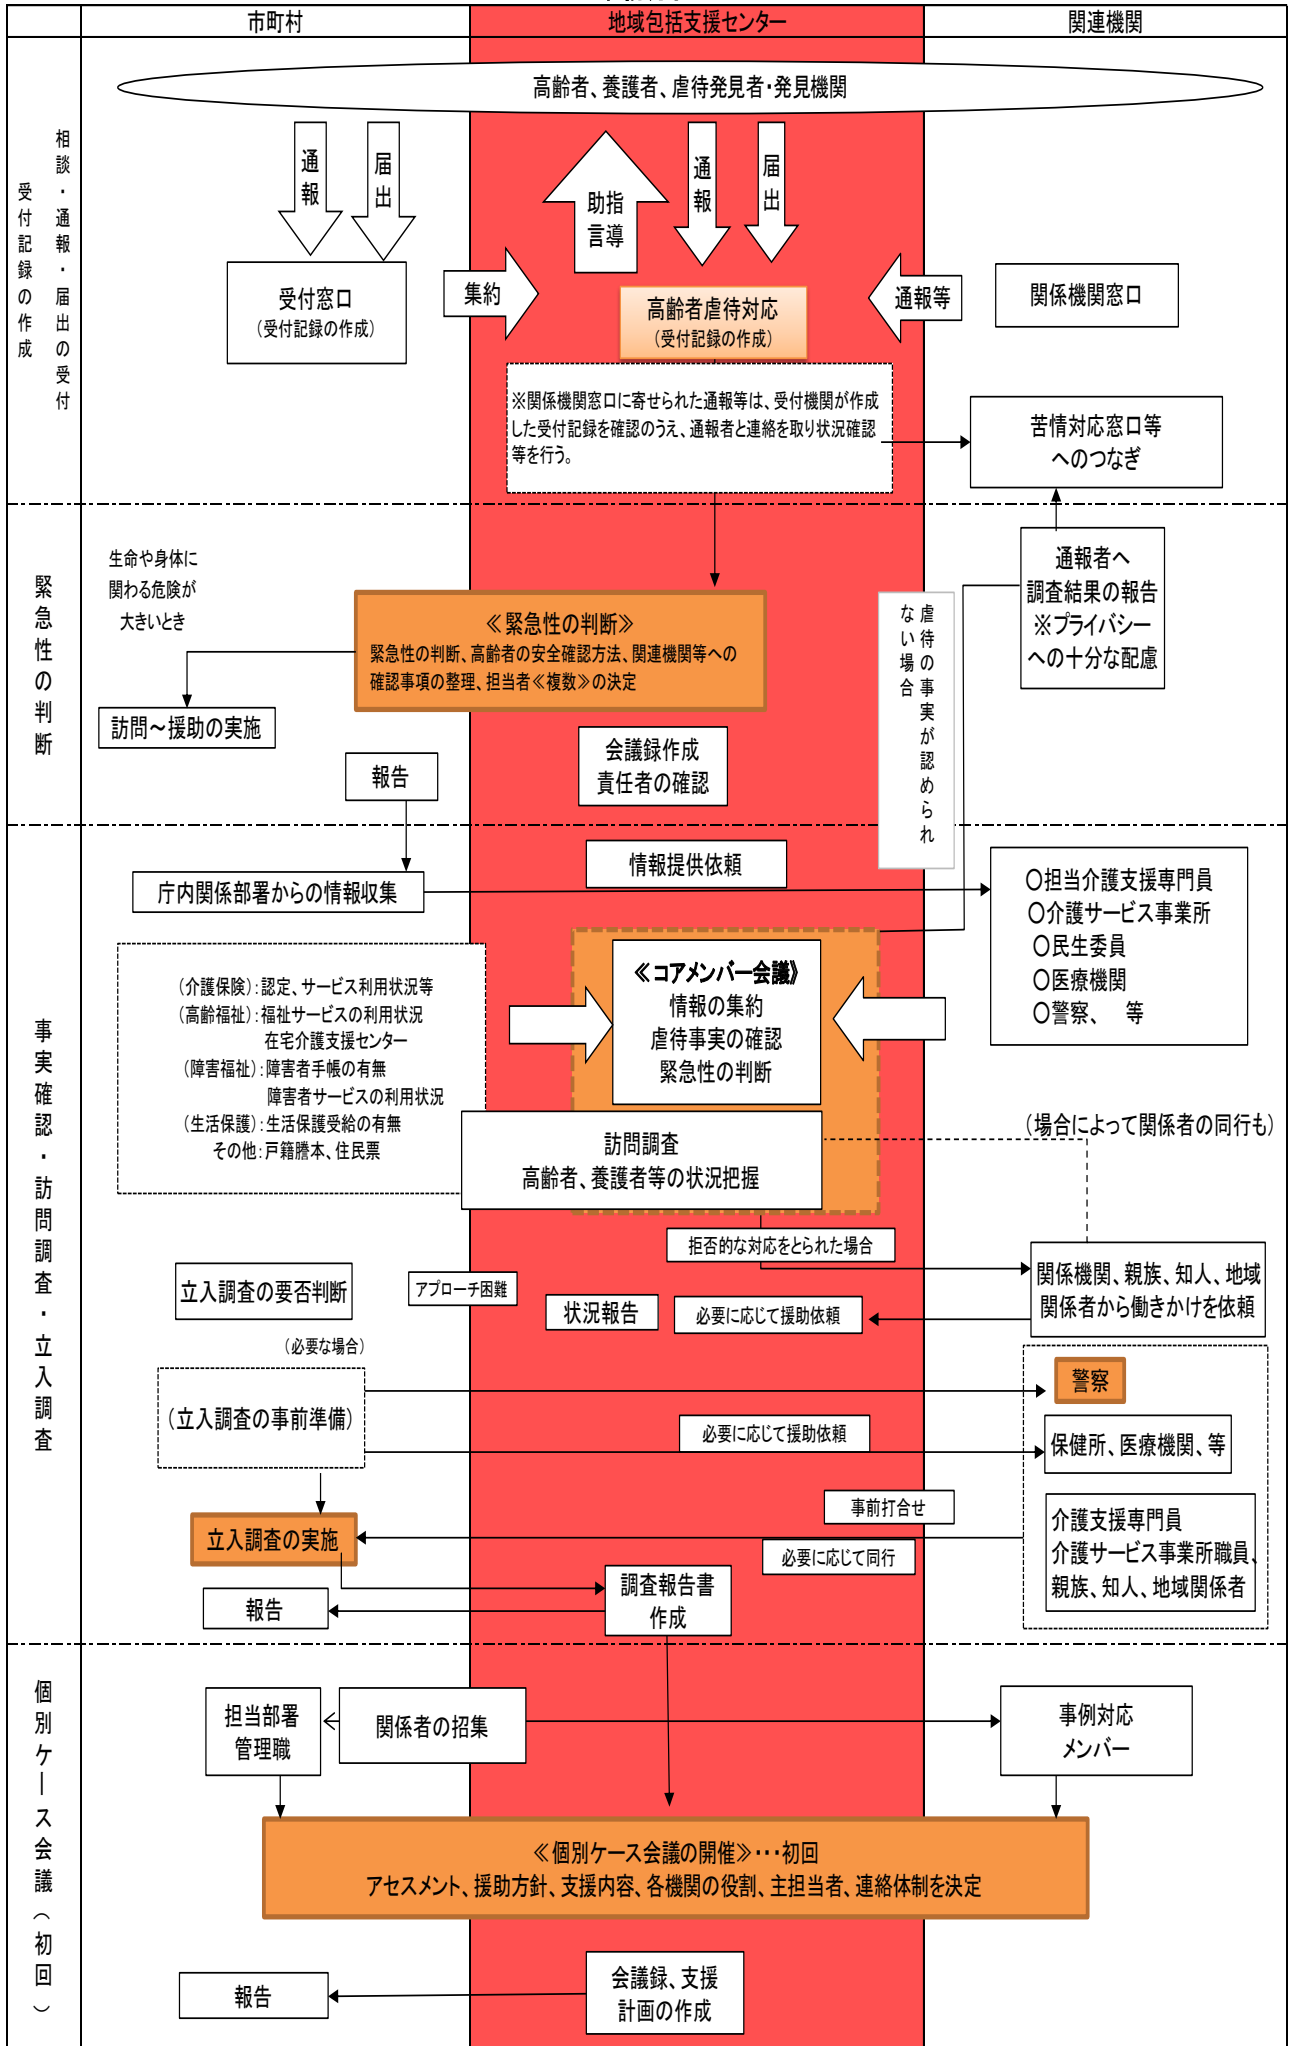 市町村
地域包括支援センター
関連機関
高齢者、養護者、虐待発見者・発見機関
相談・通報・届出の受付
受付記録の作成
通報
届出
助指
言導
通報
届出
受付窓口
（受付記録の作成）
集約
高齢者虐待対応
（受付記録の作成）
通報等
関係機関窓口
※関係機関窓口に寄せられた通報等は、受付機関が作成
した受付記録を確認のうえ、通報者と連絡を取り状況確認
等を行う。
苦情対応窓口等
へのつなぎ
緊急性の判断
生命や身体に
関わる危険が
大きいとき
≪緊急性の判断≫
緊急性の判断、高齢者の安全確認方法、関連機関等への
確認事項の整理、担当者≪複数≫の決定
虐待の事実が認められ
ない場合
通報者へ
調査結果の報告
※プライバシー
への十分な配慮
訪問～援助の実施
会議録作成
責任者の確認
報告
事実確認・訪問調査・立入調査
情報提供依頼
庁内関係部署からの情報収集
〇担当介護支援専門員
〇介護サービス事業所
〇民生委員
〇医療機関
〇警察、　等
（介護保険）：認定、サービス利用状況等
（高齢福祉）：福祉サービスの利用状況
在宅介護支援センター
（障害福祉）：障害者手帳の有無
障害者サービスの利用状況
（生活保護）：生活保護受給の有無
その他：戸籍謄本、住民票
≪コアメンバー会議≫
情報の集約
虐待事実の確認
緊急性の判断
訪問調査
高齢者、養護者等の状況把握
（場合によって関係者の同行も）
拒否的な対応をとられた場合
関係機関、親族、知人、地域
関係者から働きかけを依頼
立入調査の要否判断
アプローチ困難
状況報告
必要に応じて援助依頼
（必要な場合）
（立入調査の事前準備）
警察
必要に応じて援助依頼
保健所、医療機関、等
事前打合せ
立入調査の実施
必要に応じて同行
介護支援専門員
介護サービス事業所職員、
親族、知人、地域関係者
調査報告書
作成
報告
個別ケース会議（初回）
担当部署
管理職
関係者の招集
事例対応
メンバー
≪個別ケース会議の開催≫・・・初回
アセスメント、援助方針、支援内容、各機関の役割、主担当者、連絡体制を決定
会議録、支援
計画の作成
報告